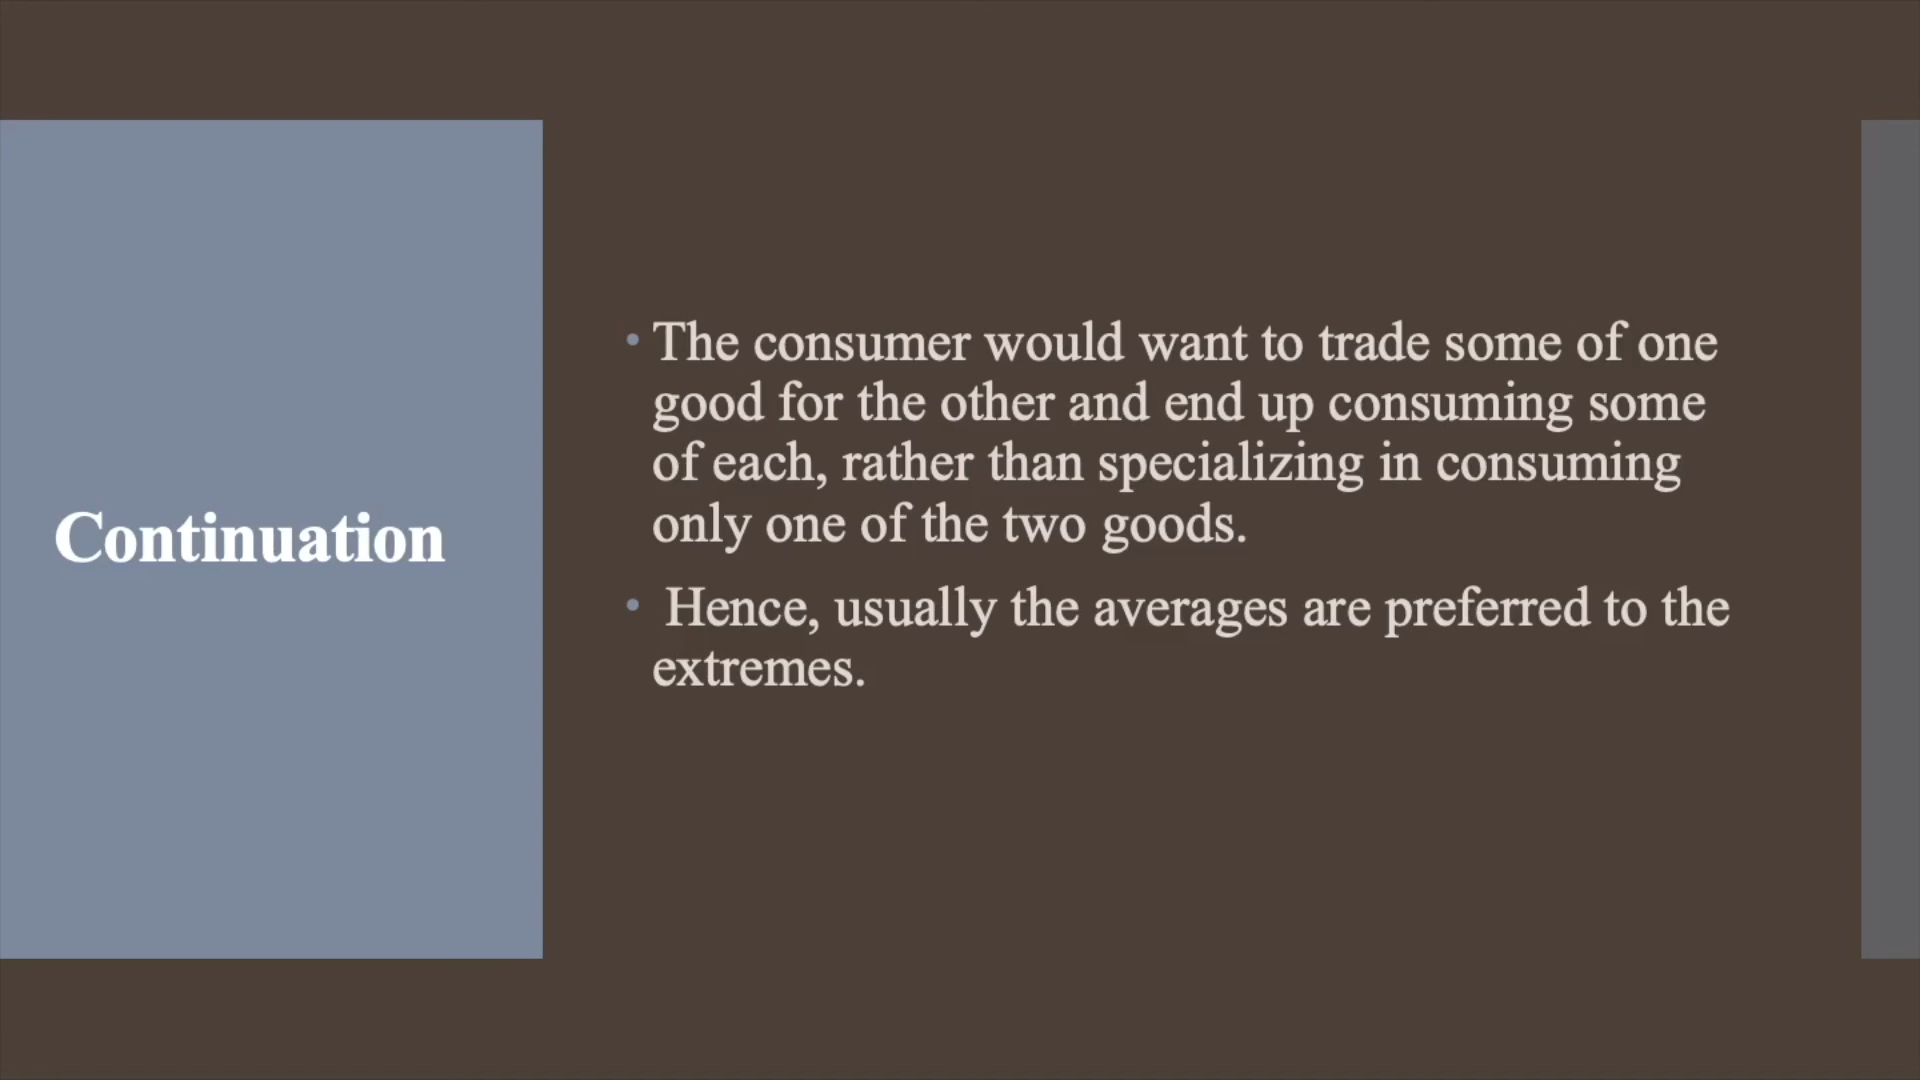 Continuation
• The consumer would want to trade some of one
good for the other and end up consuming some
of each, rather than specializing in consuming
only one of the two goods.
• Hence, usually the averages are preferred to the
extremes.